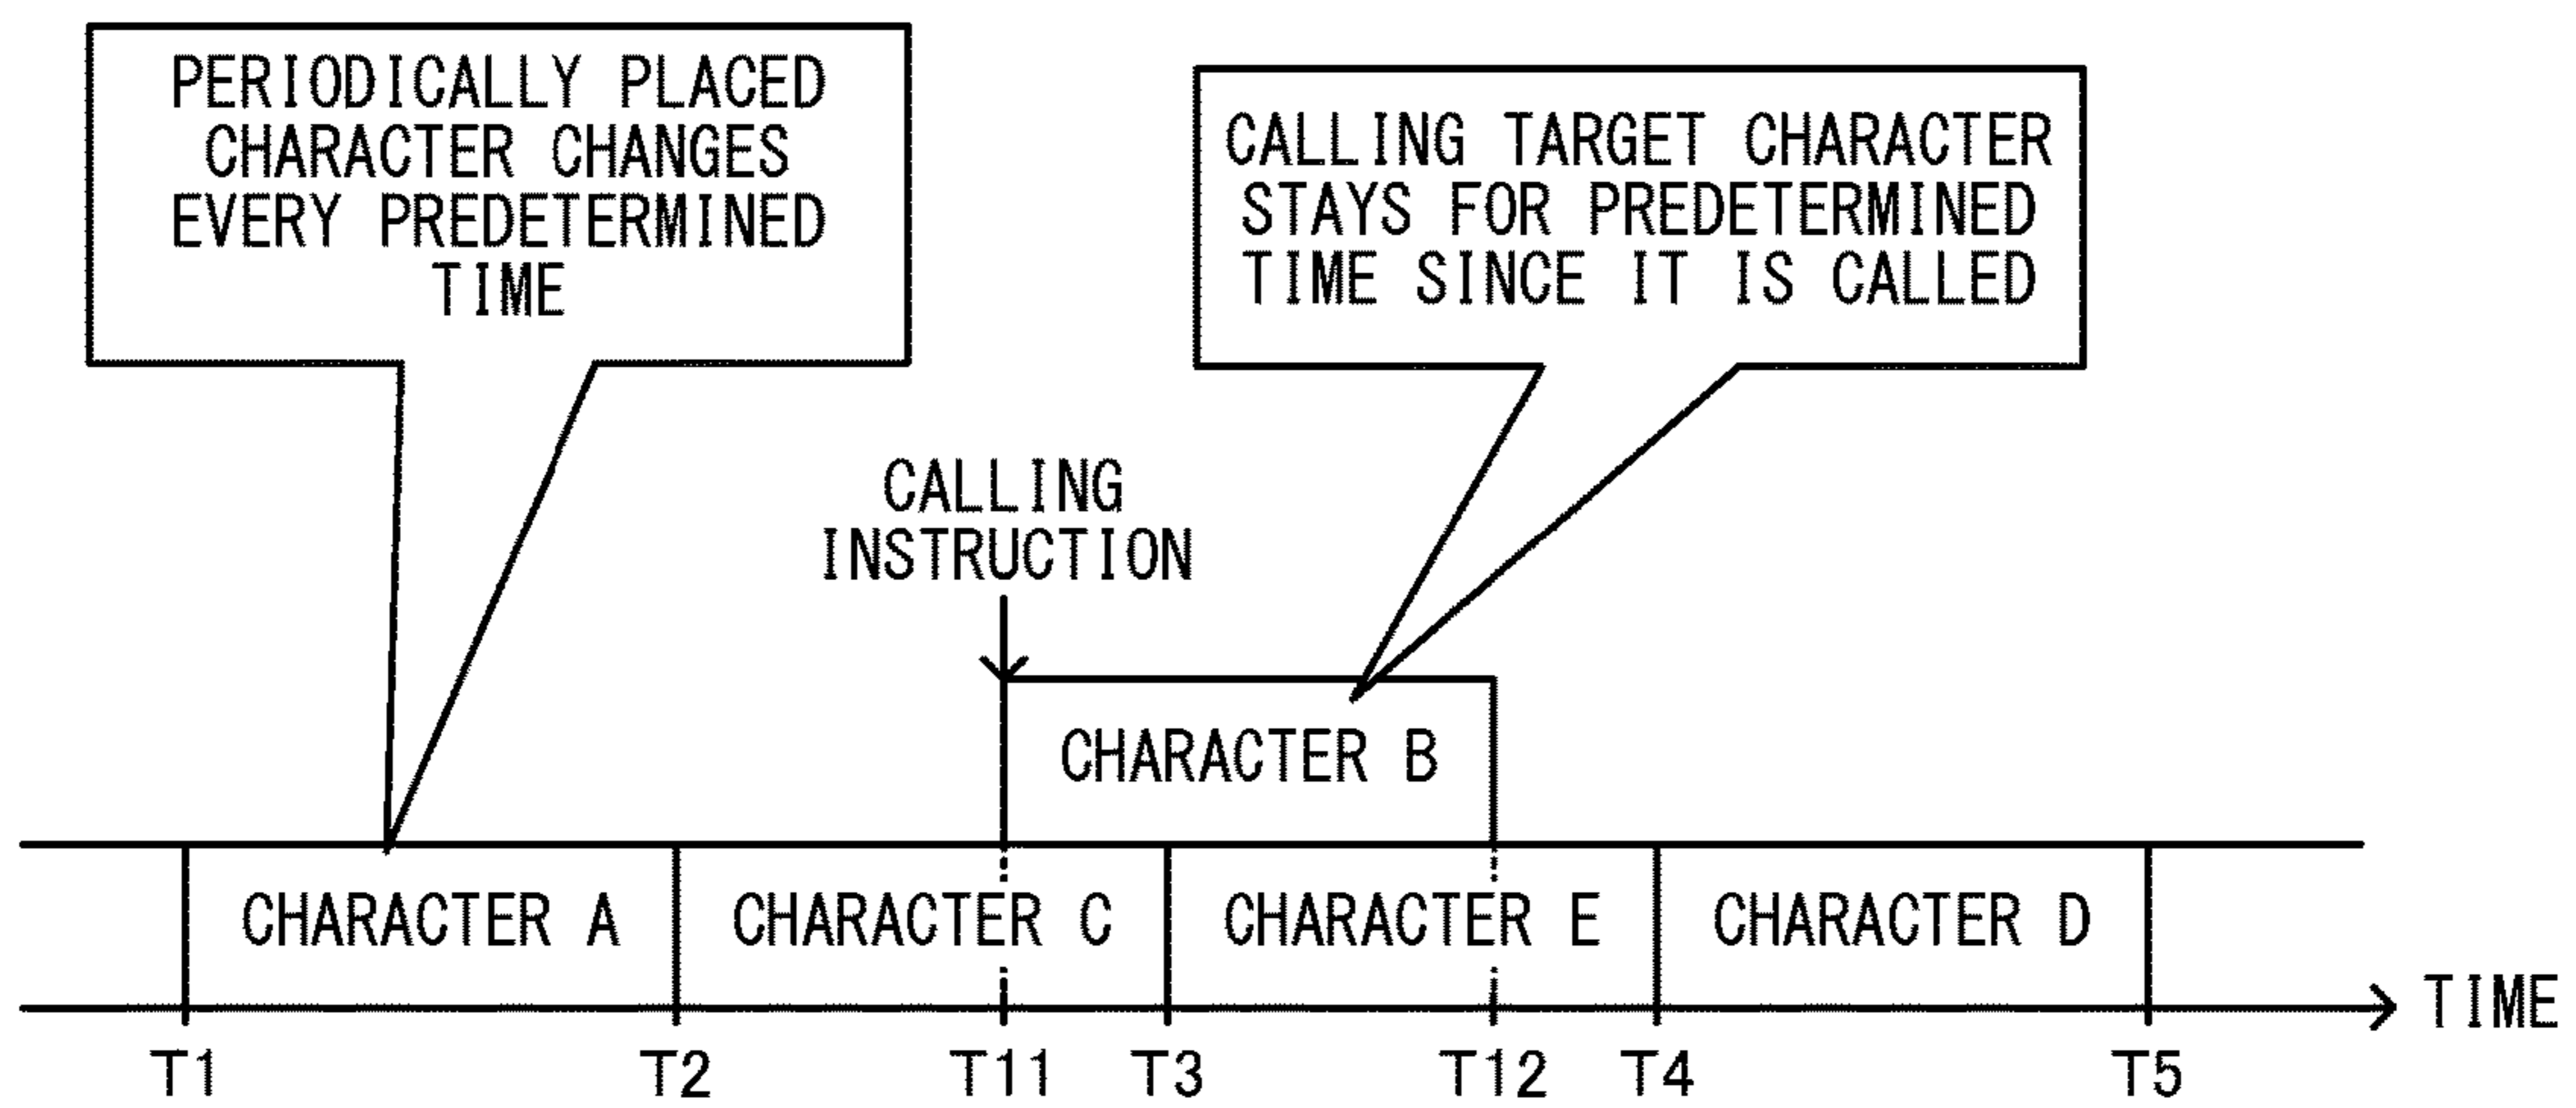 PERIODICALLY PLACED
CHARACTER CHANGES
EVERY PREDETERMINED
TIME
CALLING TARGET CHARACTER
STAYS FOR PREDETERMINED
TIME SINCE IT IS CALLED
CALLING
INSTRUCTION
CHARACTER B
CHARACTER A
CHARACTER C
CHARACTER E
CHARACTER D
TIME
T1
T2
T11
T3
T12
T4
T5